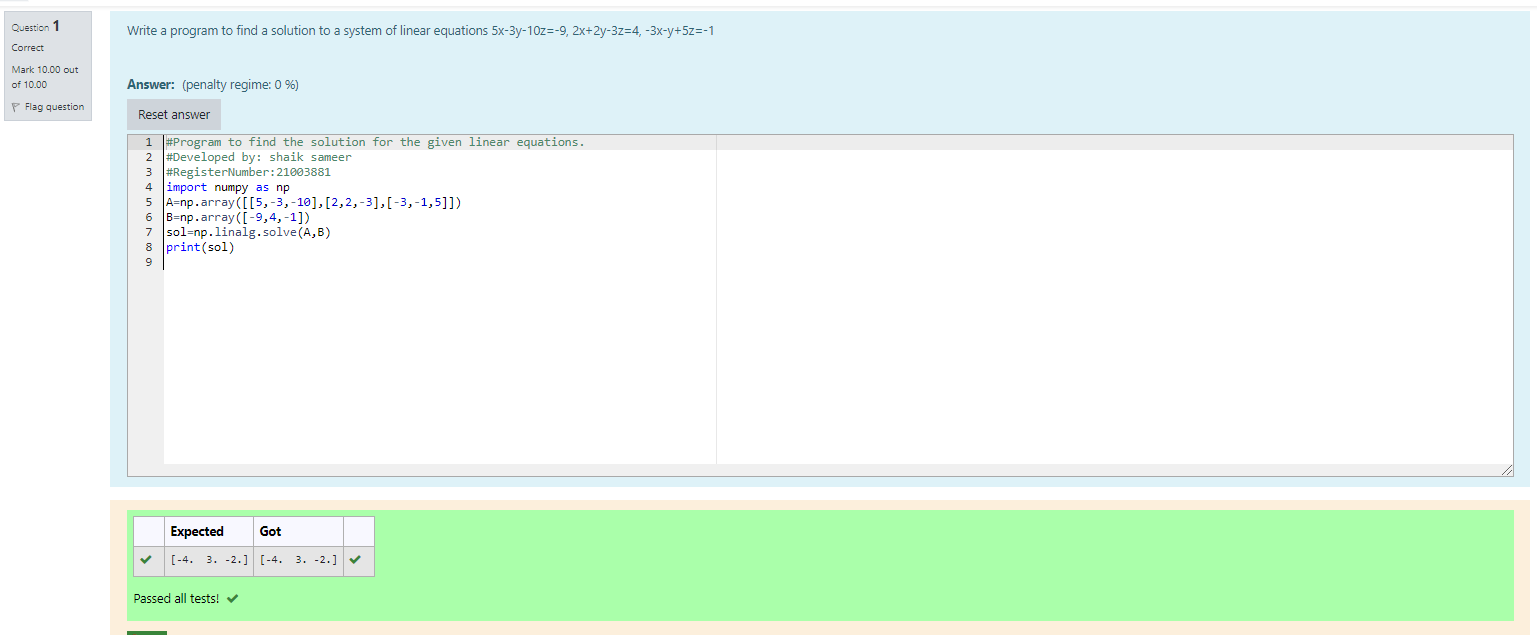 Question 1
Correct
Mark 10.00 out
of 10.00
Flag question
Write a program to find a solution to a system of linear equations 5x-3y-10z=-9, 2x+2y-3z=4, -3x-y+5z=-1
Answer: (penalty regime: 0 %)
Reset answer
1 #Program to find the solution for the given linear equations.
2 #Developed by: shaik sameer
3 #RegisterNumber:21003881
4 import numpy as np
5 A=np.array([[5,-3,-10],[2,2,-3],[-3,-1,5]])
6 B=np.array([-9,4,-1])
7 sol=np.linalg.solve(A,B)
8 print(sol)
9
Expected Got
[-4. 3. -2.] [-4. 3. -2.]
Passed all tests!